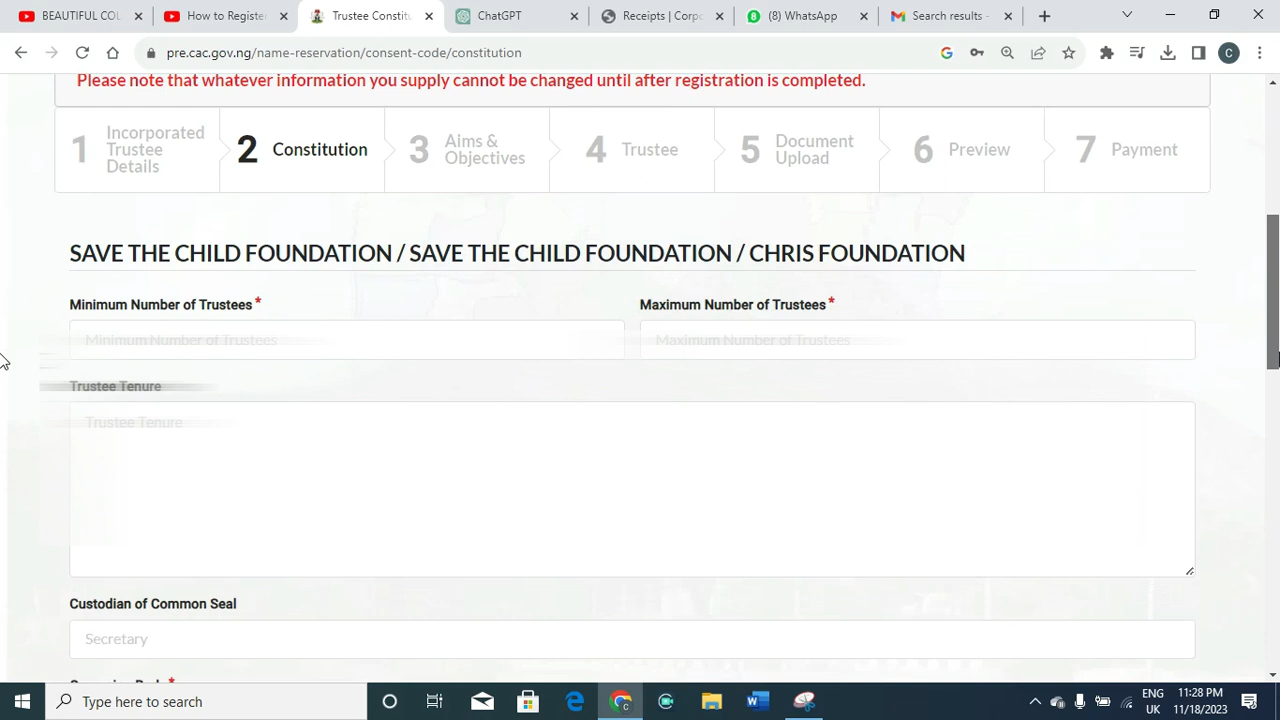 BEAUTIFUL COU
How to Register
Trustee Constitu
ChatGPT
Receipts | Corpo
(8) WhatsApp
Search results -
pre.cac.gov.ng/name-reservation/consent-code/constitution
Please note that whatever information you supply cannot be changed until after registration is completed.
1 Incorporated Trustee Details
2 Constitution
3 Aims & Objectives
4 Trustee
5 Document Upload
6 Preview
7 Payment
SAVE THE CHILD FOUNDATION / SAVE THE CHILD FOUNDATION / CHRIS FOUNDATION
Minimum Number of Trustees*
Maximum Number of Trustees*
Minimum Number of Trustees
Maximum Number of Trustees
Trustee Tenure
Trustee Tenure
Custodian of Common Seal
Secretary
Type here to search
ENG
UK
11:28 PM
11/18/2023